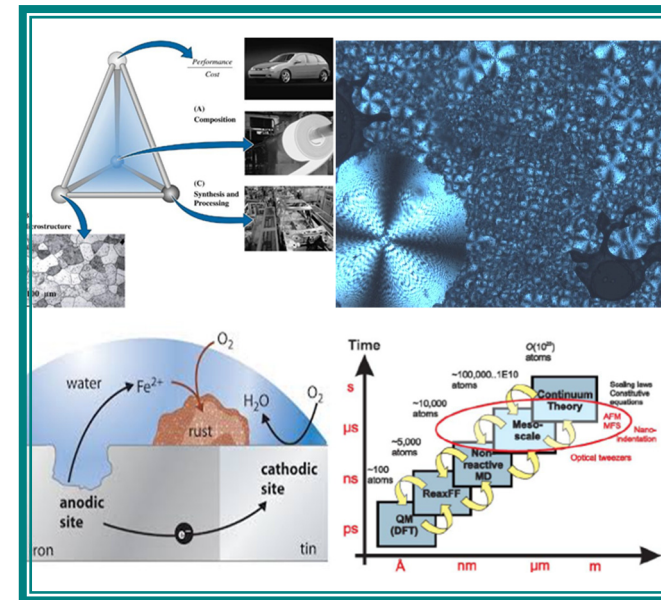 Performance
Cost
(A)
Composition
(C)
Synthesis and
Processing
crostructure
100 μm
O₂
water
Fe²⁺
H₂O
O₂
rust
anodic
site
cathodic
site
e⁻
ron
tin
Time
O(10²⁰)
atoms
~100,000..1E10
atoms
Scaling laws
Constitutive
equations
Continuum
Theory
~10,000
atoms
AFM
MFS
Meso-
scale
Nano-
indentation
~5,000
atoms
Non-
reactive
MD
Optical tweezers
~100
atoms
ReaxFF
QM
(DFT)
s
μs
ns
ps
Å
nm
μm
m